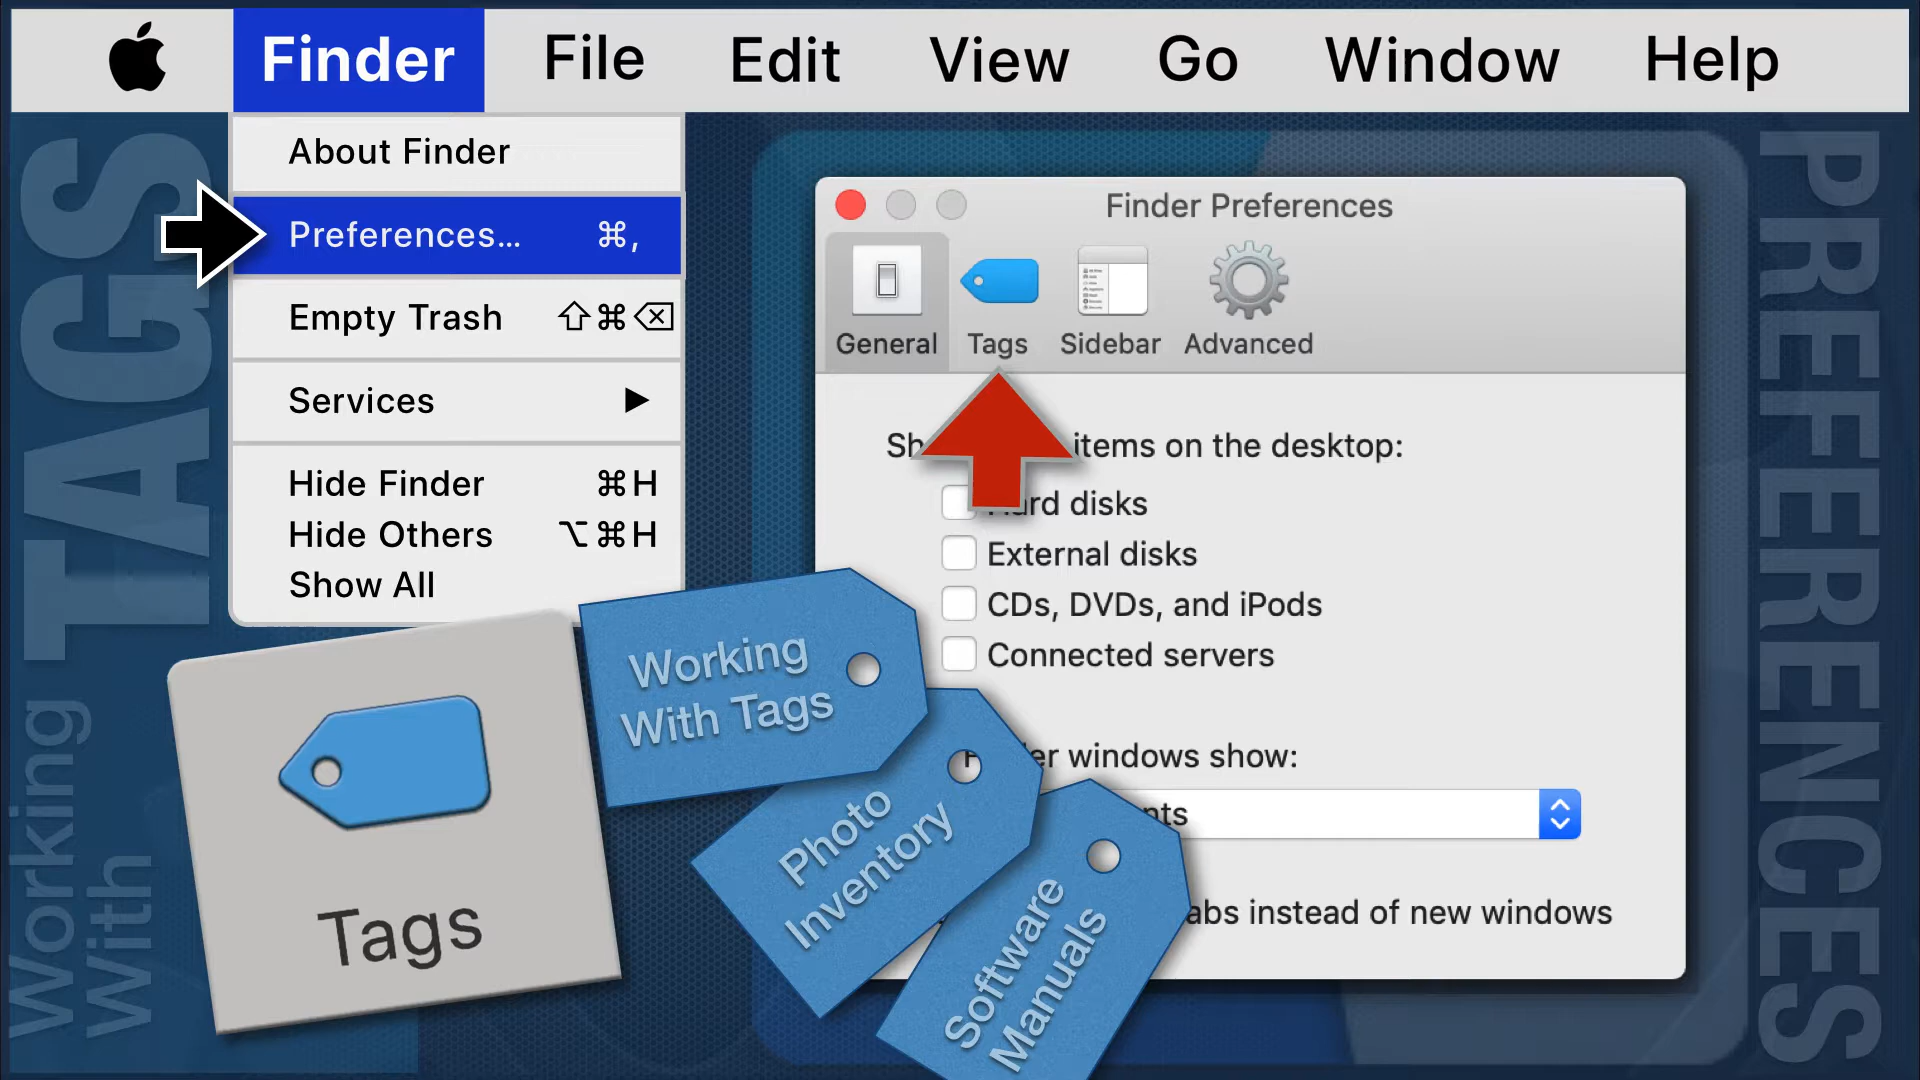 Finder File Edit View Go Window Help
About Finder
Preferences... ⌘,
Empty Trash ⇧⌘⌫
Services ▶
Hide Finder ⌘H
Hide Others ⌥⌘H
Show All
Finder Preferences
General Tags Sidebar Advanced
items on the desktop:
Hard disks
External disks
CDs, DVDs, and iPods
Connected servers
windows show:
instead of new windows
Tags
Working
With Tags
Photo
Inventory
Software
Manuals
Working
With
TAGS
PREFERENCES